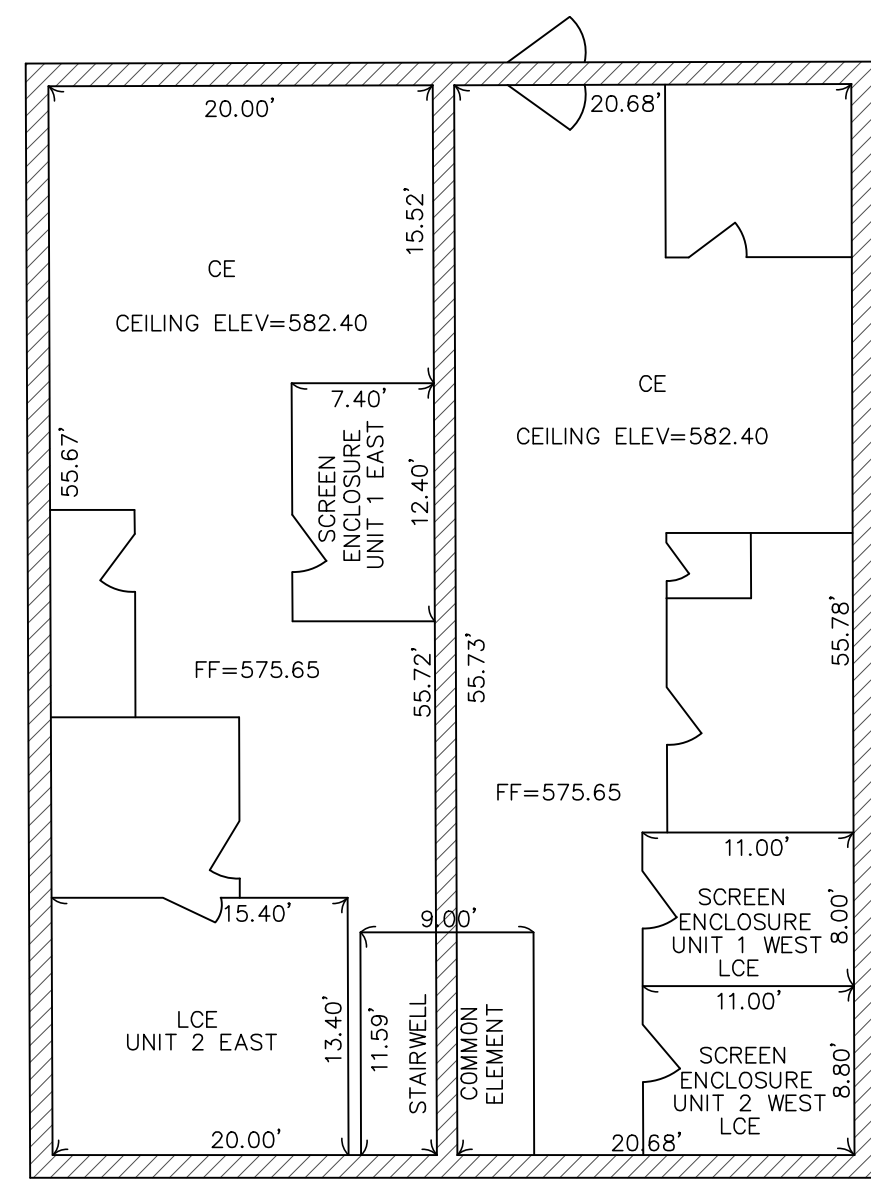 20.00’
20.68’
15.52’
CE
CEILING ELEV=582.40
7.40’
SCREEN
ENCLOSURE
UNIT 1 EAST
12.40’
55.67’
CE
CEILING ELEV=582.40
FF=575.65
55.72’
55.73’
55.78’
FF=575.65
11.00’
SCREEN
ENCLOSURE
UNIT 1 WEST
LCE
8.00’
15.40’
9.00’
LCE
UNIT 2 EAST
13.40’
11.59’
STAIRWELL
COMMON
ELEMENT
11.00’
SCREEN
ENCLOSURE
UNIT 2 WEST
LCE
8.80’
20.00’
20.68’